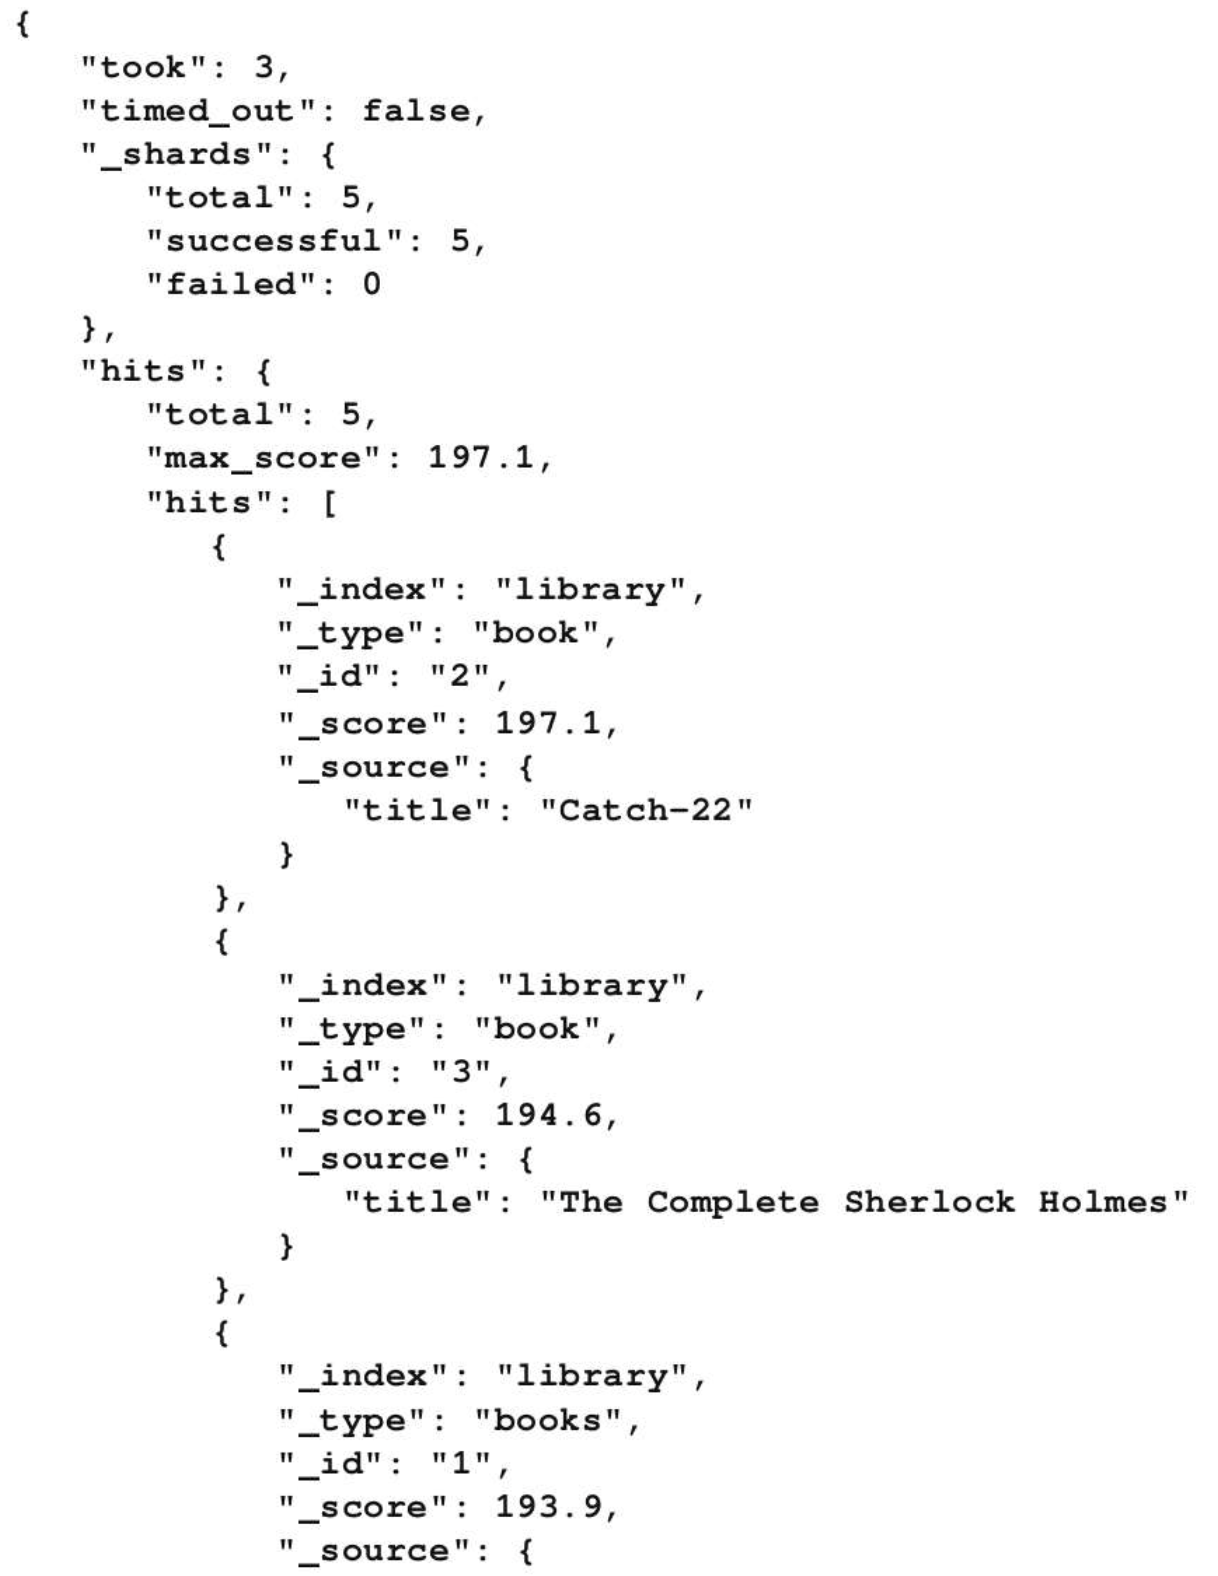 {
"took": 3,
"timed_out": false,
"_shards": {
"total": 5,
"successful": 5,
"failed": 0
},
"hits": {
"total": 5,
"max_score": 197.1,
"hits": [
{
"_index": "library",
"_type": "book",
"_id": "2",
"_score": 197.1,
"_source": {
"title": "Catch-22"
}
},
{
"_index": "library",
"_type": "book",
"_id": "3",
"_score": 194.6,
"_source": {
"title": "The Complete Sherlock Holmes"
}
},
{
"_index": "library",
"_type": "books",
"_id": "1",
"_score": 193.9,
"_source": {